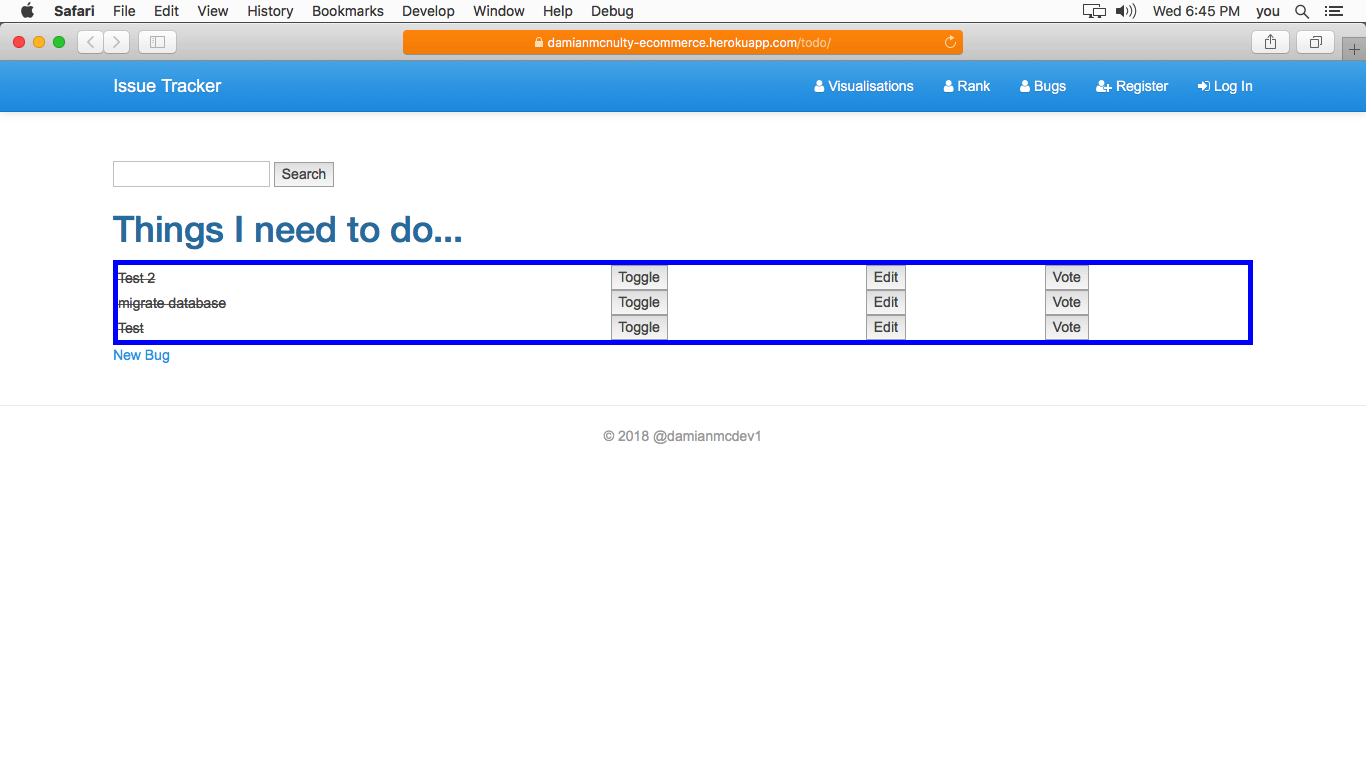 Safari File Edit View History Bookmarks Develop Window Help Debug Wed 6:45 PM you
damianmcnulty-ecommerce.herokuapp.com/todo/
Issue Tracker Visualisations Rank Bugs Register Log In
Search
Things I need to do...
Test 2 Toggle Edit Vote
migrate database Toggle Edit Vote
Test Toggle Edit Vote
New Bug
© 2018 @damianmcdev1